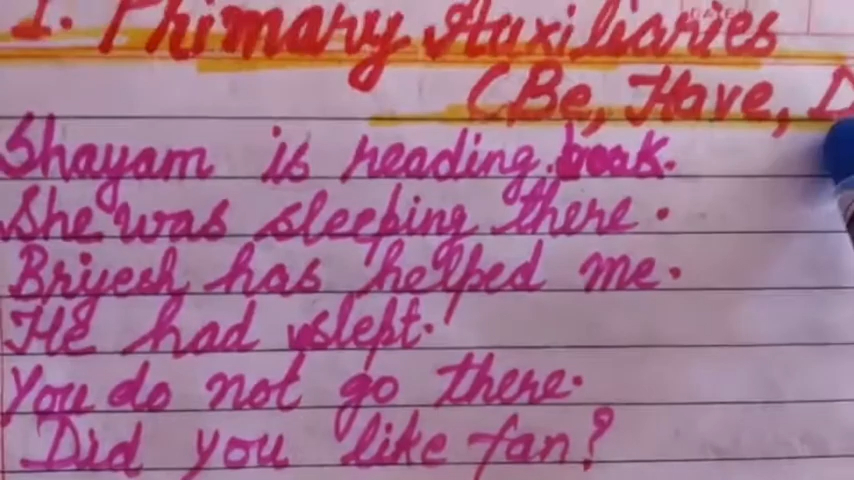 1. Primary Auxiliaries
(Be, Have, D
Shayam is reading book.
She was sleeping there.
Briyesh has helped me.
He had slept.
You do not go there.
Did you like fan?